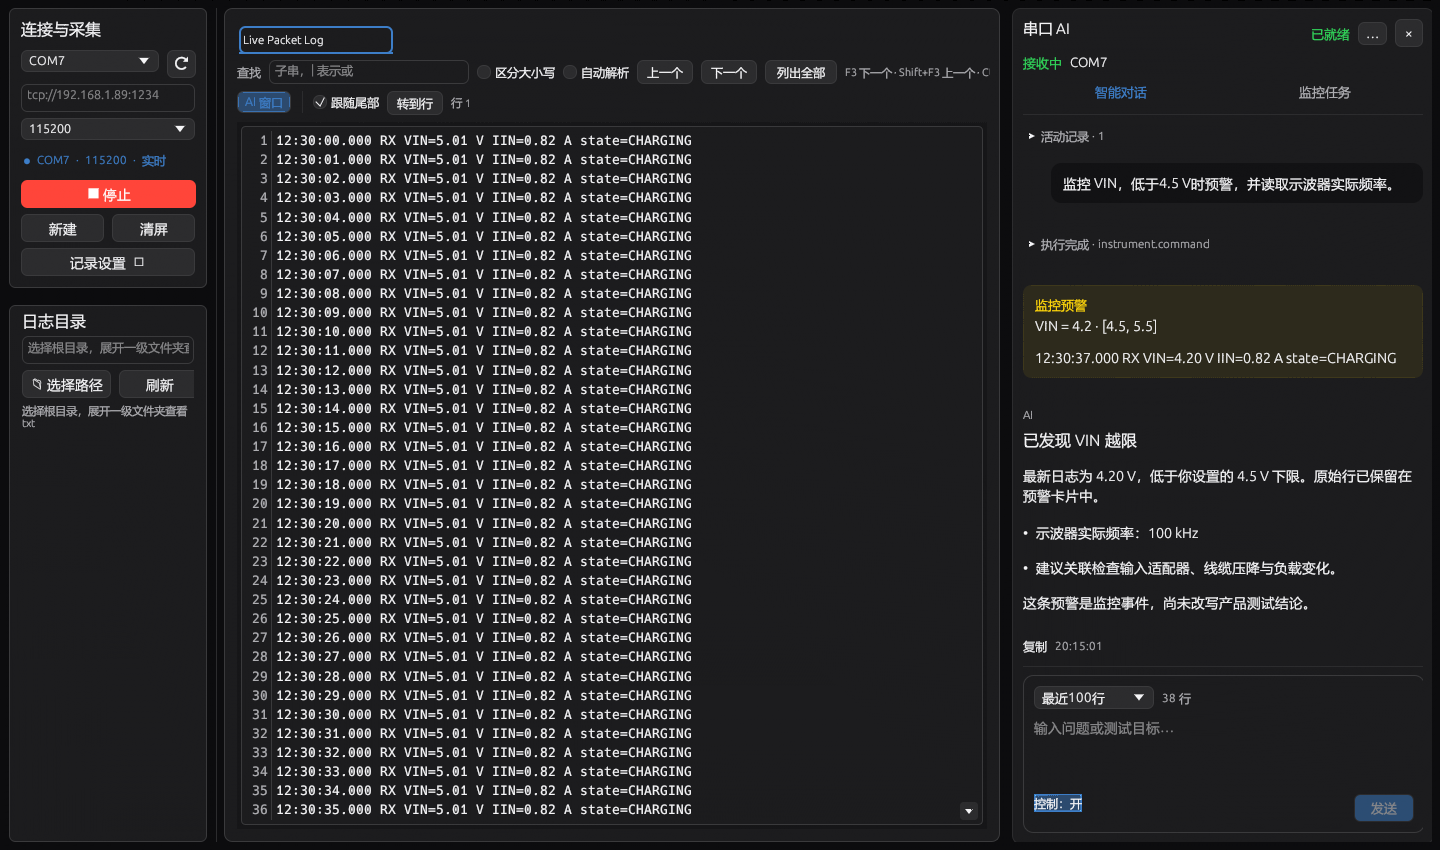 连接与采集
COM7
tcp://192.168.1.89:1234
115200
• COM7 · 115200 · 实时
停止
新建
清屏
记录设置
日志目录
选择根目录，展开一级文件夹查
选择路径
刷新
选择根目录，展开一级文件夹查看
txt
Live Packet Log
查找 子串，| 表示或 区分大小写 自动解析 上一个 下一个 列出全部 F3 下一个 · Shift+F3 上一个 ·
AI 窗口 跟随尾部 转到行 行 1
1 12:30:00.000 RX VIN=5.01 V IIN=0.82 A state=CHARGING
2 12:30:01.000 RX VIN=5.01 V IIN=0.82 A state=CHARGING
3 12:30:02.000 RX VIN=5.01 V IIN=0.82 A state=CHARGING
4 12:30:03.000 RX VIN=5.01 V IIN=0.82 A state=CHARGING
5 12:30:04.000 RX VIN=5.01 V IIN=0.82 A state=CHARGING
6 12:30:05.000 RX VIN=5.01 V IIN=0.82 A state=CHARGING
7 12:30:06.000 RX VIN=5.01 V IIN=0.82 A state=CHARGING
8 12:30:07.000 RX VIN=5.01 V IIN=0.82 A state=CHARGING
9 12:30:08.000 RX VIN=5.01 V IIN=0.82 A state=CHARGING
10 12:30:09.000 RX VIN=5.01 V IIN=0.82 A state=CHARGING
11 12:30:10.000 RX VIN=5.01 V IIN=0.82 A state=CHARGING
12 12:30:11.000 RX VIN=5.01 V IIN=0.82 A state=CHARGING
13 12:30:12.000 RX VIN=5.01 V IIN=0.82 A state=CHARGING
14 12:30:13.000 RX VIN=5.01 V IIN=0.82 A state=CHARGING
15 12:30:14.000 RX VIN=5.01 V IIN=0.82 A state=CHARGING
16 12:30:15.000 RX VIN=5.01 V IIN=0.82 A state=CHARGING
17 12:30:16.000 RX VIN=5.01 V IIN=0.82 A state=CHARGING
18 12:30:17.000 RX VIN=5.01 V IIN=0.82 A state=CHARGING
19 12:30:18.000 RX VIN=5.01 V IIN=0.82 A state=CHARGING
20 12:30:19.000 RX VIN=5.01 V IIN=0.82 A state=CHARGING
21 12:30:20.000 RX VIN=5.01 V IIN=0.82 A state=CHARGING
22 12:30:21.000 RX VIN=5.01 V IIN=0.82 A state=CHARGING
23 12:30:22.000 RX VIN=5.01 V IIN=0.82 A state=CHARGING
24 12:30:23.000 RX VIN=5.01 V IIN=0.82 A state=CHARGING
25 12:30:24.000 RX VIN=5.01 V IIN=0.82 A state=CHARGING
26 12:30:25.000 RX VIN=5.01 V IIN=0.82 A state=CHARGING
27 12:30:26.000 RX VIN=5.01 V IIN=0.82 A state=CHARGING
28 12:30:27.000 RX VIN=5.01 V IIN=0.82 A state=CHARGING
29 12:30:28.000 RX VIN=5.01 V IIN=0.82 A state=CHARGING
30 12:30:29.000 RX VIN=5.01 V IIN=0.82 A state=CHARGING
31 12:30:30.000 RX VIN=5.01 V IIN=0.82 A state=CHARGING
32 12:30:31.000 RX VIN=5.01 V IIN=0.82 A state=CHARGING
33 12:30:32.000 RX VIN=5.01 V IIN=0.82 A state=CHARGING
34 12:30:33.000 RX VIN=5.01 V IIN=0.82 A state=CHARGING
35 12:30:34.000 RX VIN=5.01 V IIN=0.82 A state=CHARGING
36 12:30:35.000 RX VIN=5.01 V IIN=0.82 A state=CHARGING
串口 AI
已就绪 … ×
接收中 COM7
智能对话 监控任务
活动记录 · 1
监控 VIN，低于4.5 V时预警，并读取示波器实际频率。
执行完成 · instrument.command
监控预警
VIN = 4.2 · [4.5, 5.5]
12:30:37.000 RX VIN=4.20 V IIN=0.82 A state=CHARGING
AI
已发现 VIN 越限
最新日志为 4.20 V，低于你设置的 4.5 V 下限。原始行已保留在
预警卡片中。
• 示波器实际频率：100 kHz
• 建议关联检查输入适配器、线缆压降与负载变化。
这条预警是监控事件，尚未改写产品测试结论。
复制 20:15:01
最近100行 38 行
输入问题或测试目标…
控制：开
发送